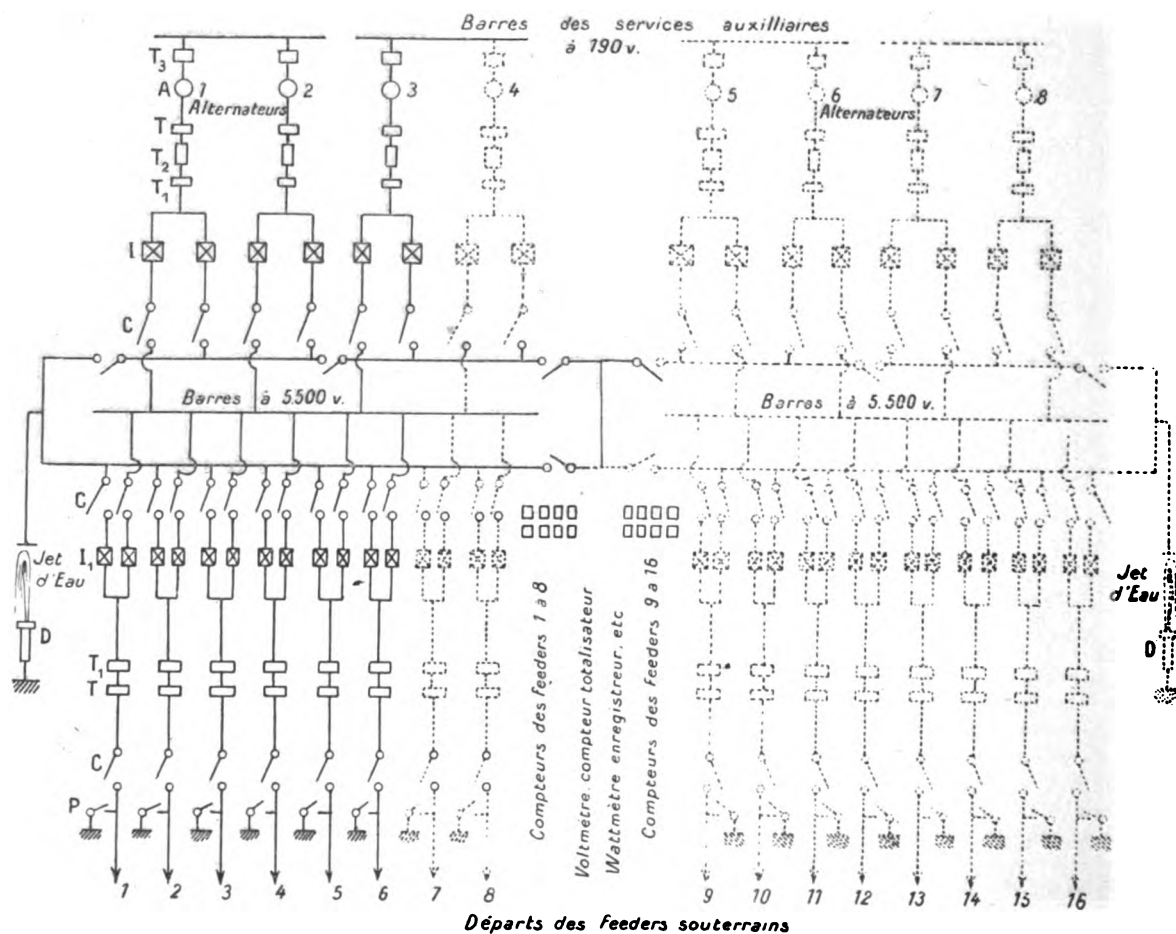 Barres des services auxilliaires
à 190 v.
T3
A 1 2 3 4 5 6 7 8
Alternateurs
Alternateurs
T
T2
T1
I
C
Barres à 5.500 v.
Barres à 5.500 v.
C
Jet
d'Eau
I1
Jet
d'Eau
D
D
T1
T
C
P
Compteurs des feeders 1 à 8
Voltmètre. compteur totalisateur
Wattmètre enregistreur. etc
Compteurs des feeders 9 a 16
1 2 3 4 5 6 7 8 9 10 11 12 13 14 15 16
Départs des feeders souterrains